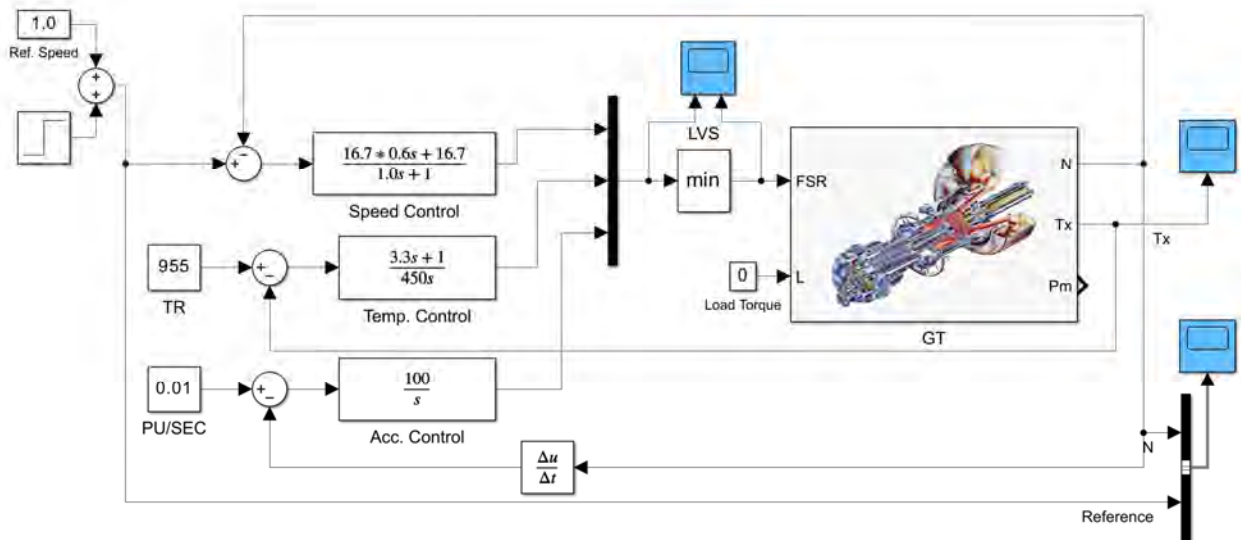 1,0
Ref. Speed
+
+
+
−
16.7 ∗ 0.6s + 16.7
1.0s + 1
Speed Control
LVS
min
FSR
N
Tx
Tx
Pm
L
0
Load Torque
GT
955
TR
+
−
3.3s + 1
450s
Temp. Control
0.01
PU/SEC
+
−
100
s
Acc. Control
Δu
Δt
N
Reference